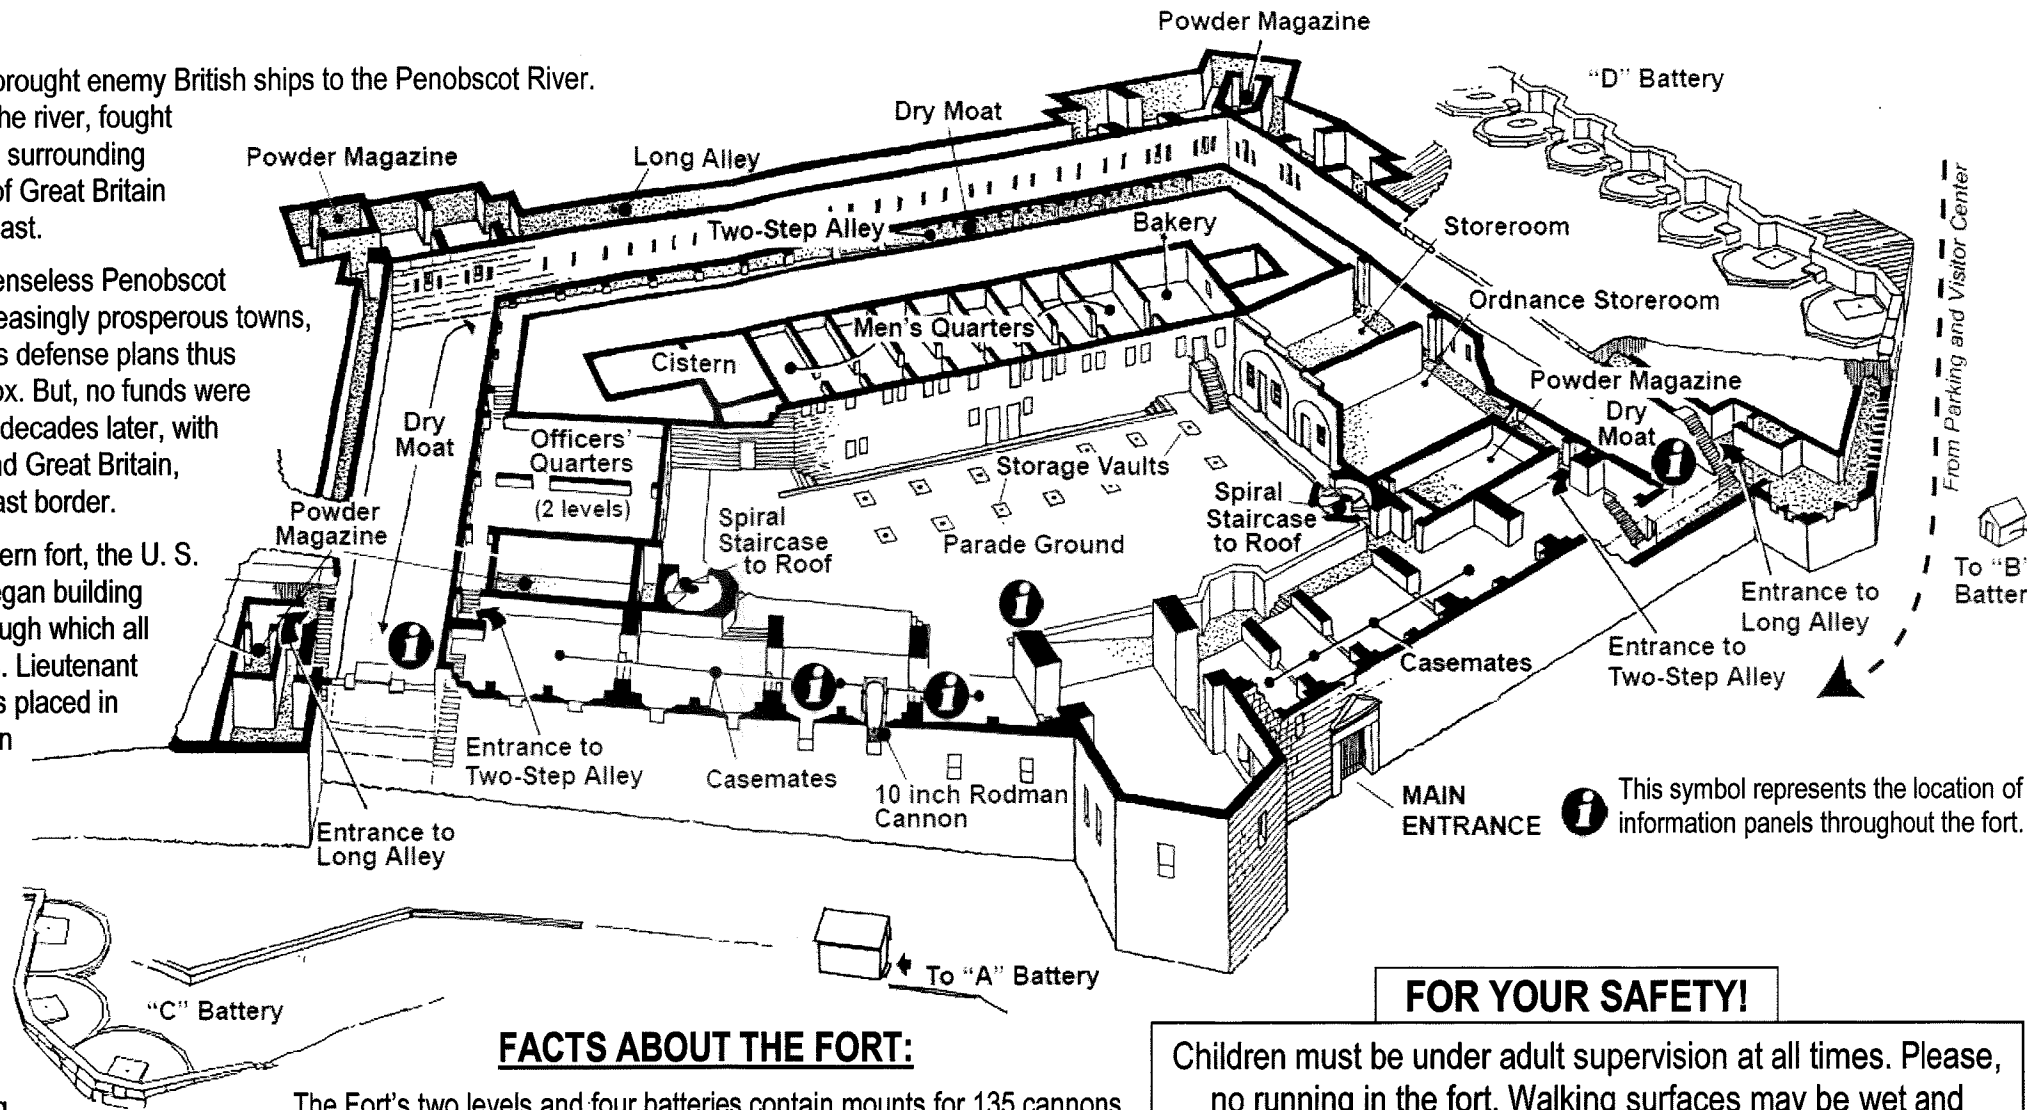 brought enemy British ships to the Penobscot River.
he river, fought
surrounding
of Great Britain
ast.
enseless Penobscot
easingly prosperous towns,
s defense plans thus
ox. But, no funds were
decades later, with
nd Great Britain,
ast border.
ern fort, the U. S.
egan building
ugh which all
. Lieutenant
s placed in
n
Powder Magazine
"D" Battery
Dry Moat
Powder Magazine
Long Alley
Two-Step Alley
Bakery
Storeroom
From Parking and Visitor Center
Ordnance Storeroom
Men's Quarters
Cistern
Powder Magazine
Dry
Moat
Dry
Moat
Officers'
Quarters
(2 levels)
Storage Vaults
Spiral
Staircase
to Roof
Powder
Magazine
Spiral
Staircase
to Roof
Parade Ground
To "B"
Batter
Entrance to
Long Alley
Entrance to
Two-Step Alley
Casemates
Entrance to
Two-Step Alley
Casemates
10 inch Rodman
Cannon
MAIN
ENTRANCE
i This symbol represents the location of
information panels throughout the fort.
Entrance to
Long Alley
To "A" Battery
"C" Battery
FACTS ABOUT THE FORT:
The Fort's two levels and four batteries contain mounts for 135 cannons
FOR YOUR SAFETY!
Children must be under adult supervision at all times. Please,
no running in the fort. Walking surfaces may be wet and